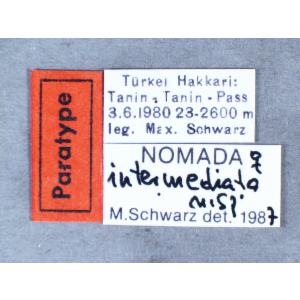 Paratype
Türkei Hakkari:
Tanin - Tanin - Pass
3.6.1980 23-2600 m
leg. Max. Schwarz
NOMADA ♀
intermediata
n. sp.
M.Schwarz det. 1987